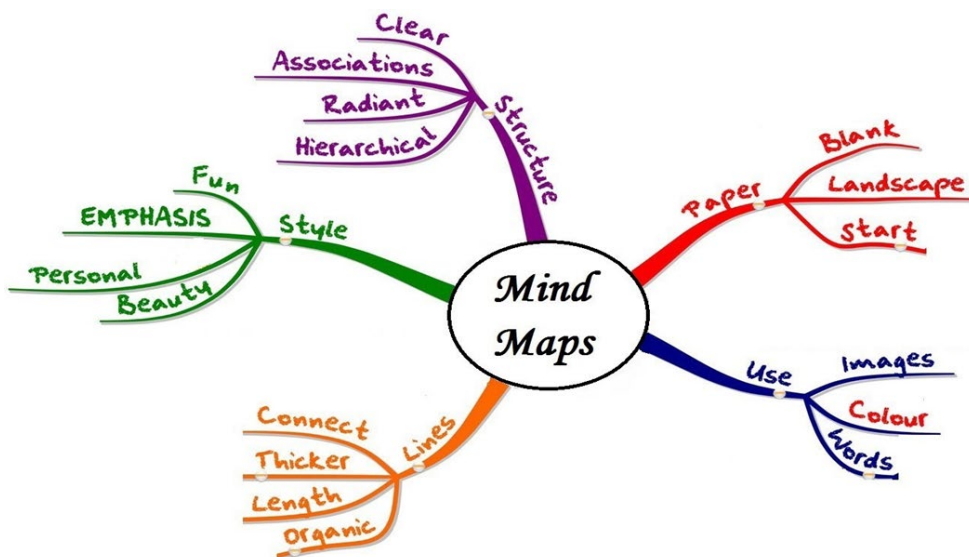 Mind
Maps
Structure
Clear
Associations
Radiant
Hierarchical
Paper
Blank
Landscape
Start
Use
Images
Colour
Words
Lines
Connect
Thicker
Length
Organic
Style
Fun
EMPHASIS
Personal
Beauty